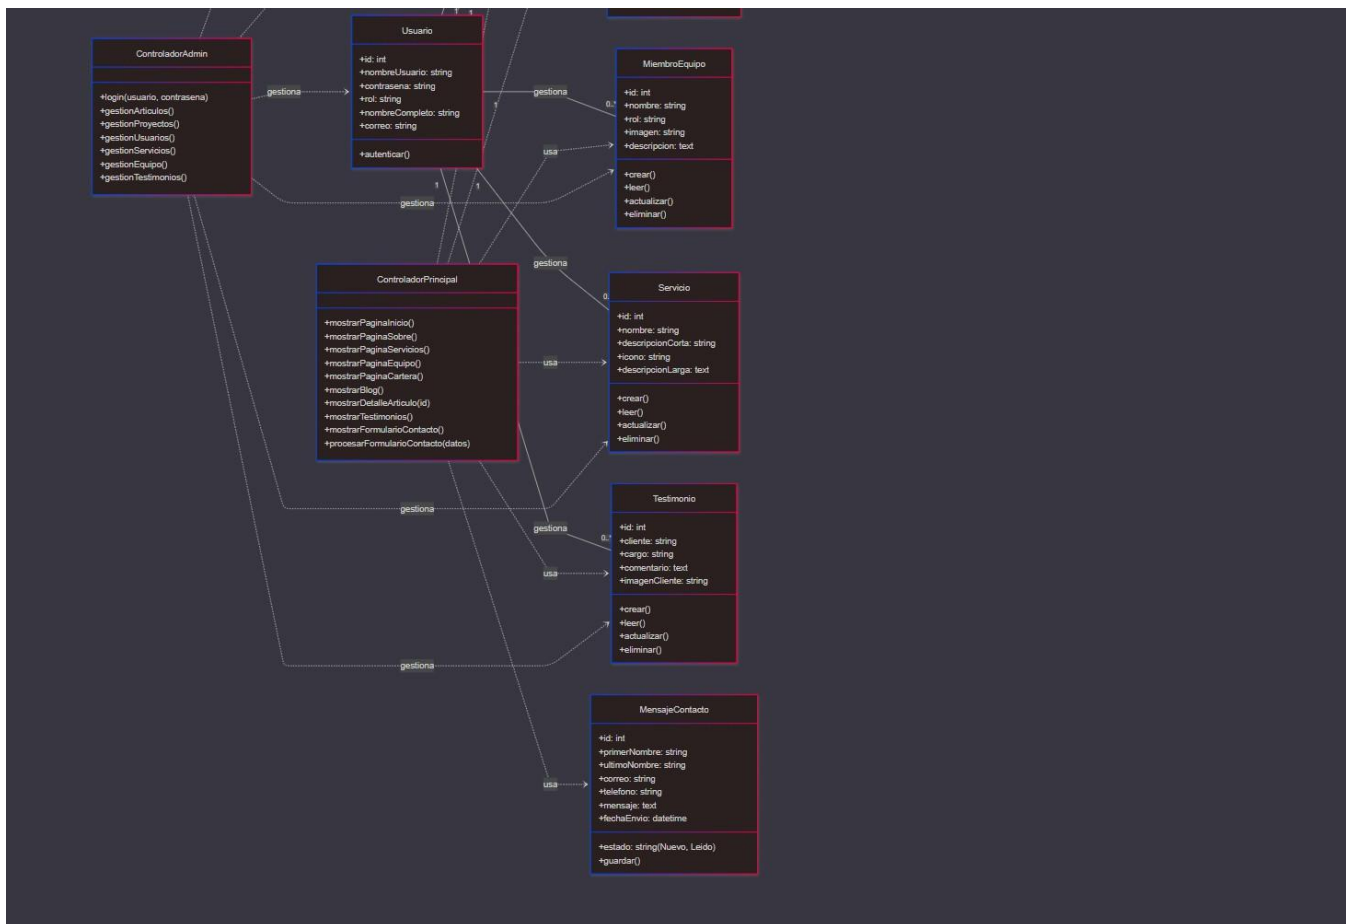 1
1
ControladorAdmin
+login(usuario, contrasena)
+gestionArticulos()
+gestionProyectos()
+gestionUsuarios()
+gestionServicios()
+gestionEquipo()
+gestionTestimonios()
gestiona
Usuario
+id: int
+nombreUsuario: string
+contrasena: string
+rol: string
+nombreCompleto: string
+correo: string
+autenticar()
gestiona
1
0..*
MiembroEquipo
+id: int
+nombre: string
+rol: string
+imagen: string
+descripcion: text
+crear()
+leer()
+actualizar()
+eliminar()
usa
1
1
gestiona
gestiona
0..
ControladorPrincipal
+mostrarPaginaInicio()
+mostrarPaginaSobre()
+mostrarPaginaServicios()
+mostrarPaginaEquipo()
+mostrarPaginaCartera()
+mostrarBlog()
+mostrarDetalleArticulo(id)
+mostrarTestimonios()
+mostrarFormularioContacto()
+procesarFormularioContacto(datos)
Servicio
+id: int
+nombre: string
+descripcionCorta: string
+icono: string
+descripcionLarga: text
+crear()
+leer()
+actualizar()
+eliminar()
usa
gestiona
gestiona
0..*
usa
Testimonio
+id: int
+cliente: string
+cargo: string
+comentario: text
+imagenCliente: string
+crear()
+leer()
+actualizar()
+eliminar()
gestiona
usa
MensajeContacto
+id: int
+primerNombre: string
+ultimoNombre: string
+correo: string
+telefono: string
+mensaje: text
+fechaEnvio: datetime
+estado: string(Nuevo, Leido)
+guardar()